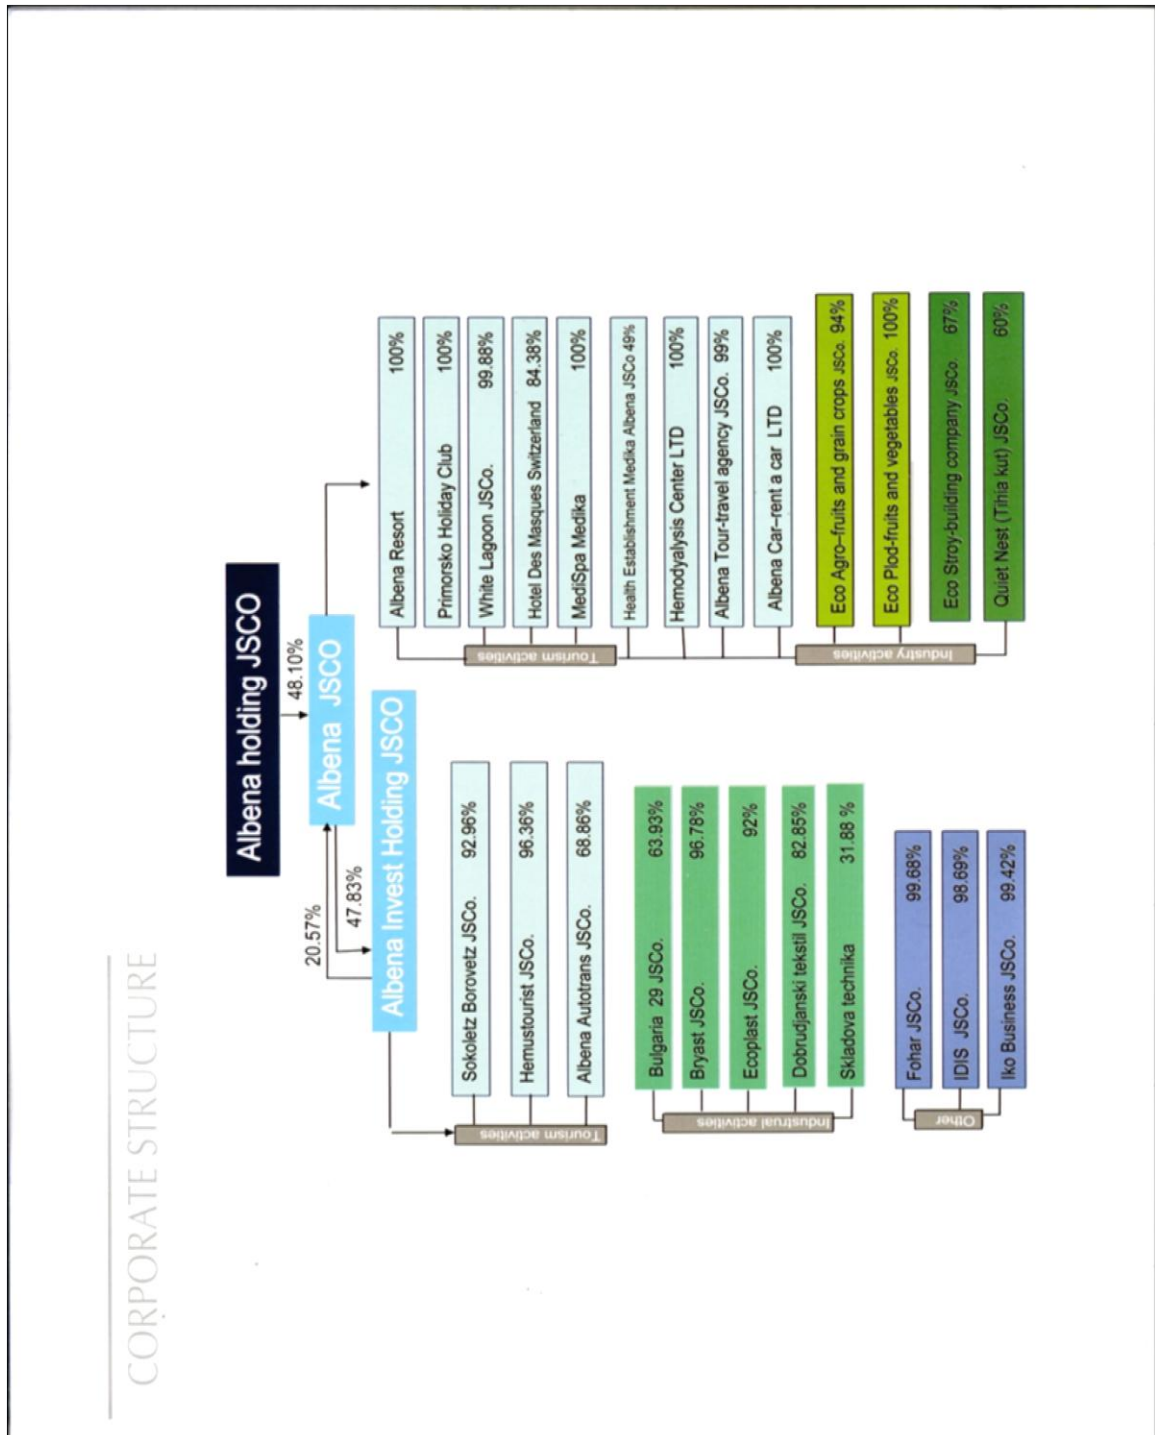 CORPORATE STRUCTURE
Albena holding JSCO
48.10%
Albena JSCO
20.57%
47.83%
Albena Invest Holding JSCO
Tourism activities
Sokoletz Borovetz JSCo. 92.96%
Hemustourist JSCo. 96.36%
Albena Autotrans JSCo. 68.86%
Industrual activities
Bulgaria 29 JSCo. 63.93%
Bryast JSCo. 96.78%
Ecoplast JSCo. 92%
Dobrudjanski tekstil JSCo. 82.85%
Skladova technika 31.88 %
Other
Fohar JSCo. 99.68%
IDIS JSCo. 98.69%
Iko Business JSCo. 99.42%
Tourism activities
Albena Resort 100%
Primorsko Holiday Club 100%
White Lagoon JSCo. 99.88%
Hotel Des Masques Switzerland 84.38%
MediSpa Medika 100%
Health Establishment Medika Albena JSCo 49%
Hemodyalysis Center LTD 100%
Albena Tour-travel agency JSCo. 99%
Albena Car–rent a car LTD 100%
Industry activities
Eco Agro–fruits and grain crops JSCo. 94%
Eco Plod-fruits and vegetables JSCo. 100%
Eco Stroy-building company JSCo. 67%
Quiet Nest (Tihia kut) JSCo. 60%